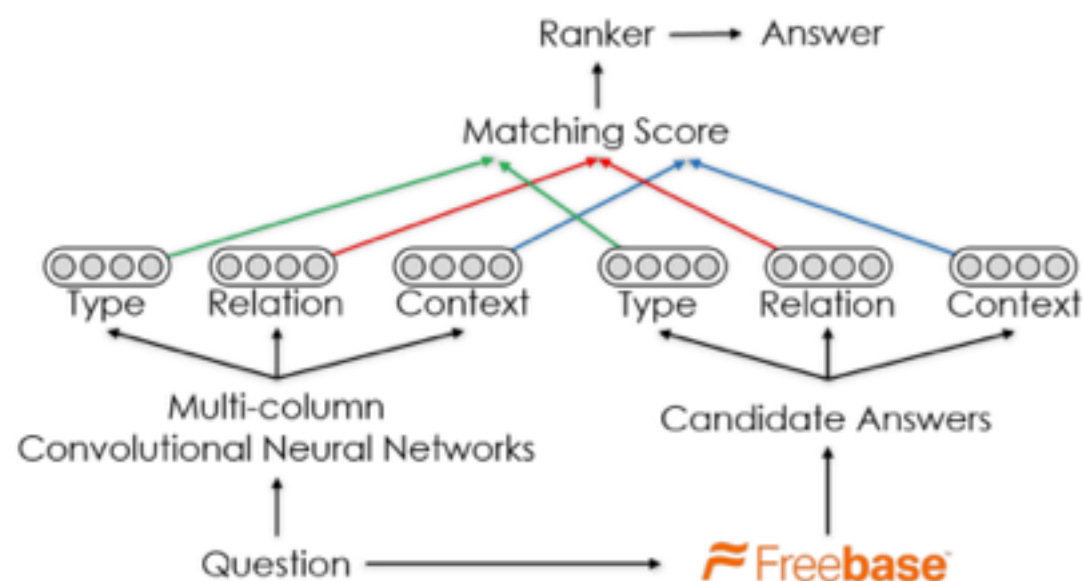 Ranker Answer
Matching Score
Type Relation Context Type Relation Context
Multi-column
Convolutional Neural Networks
Candidate Answers
Question Freebase